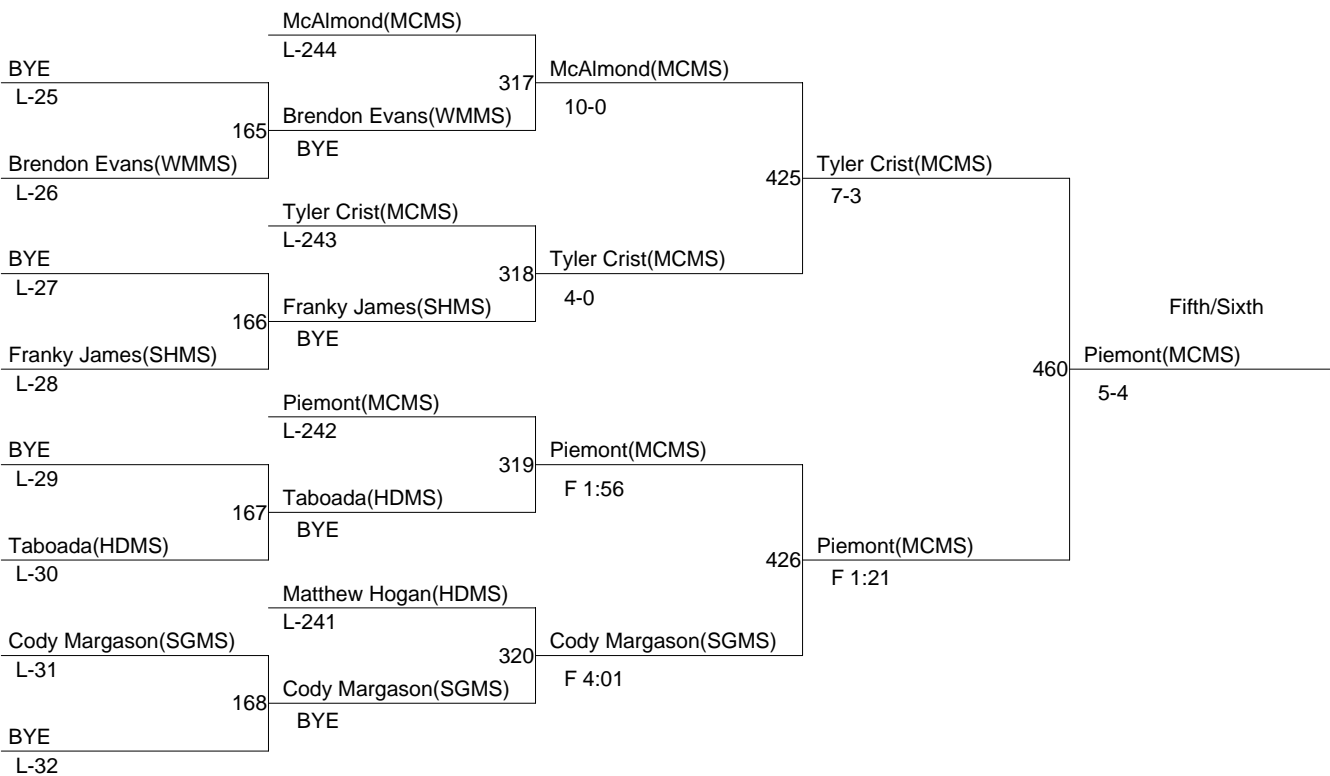 McAlmond(MCMS)
L-244
BYE
L-25
317
McAlmond(MCMS)
10-0
165
Brendon Evans(WMMS)
BYE
Brendon Evans(WMMS)
L-26
425
Tyler Crist(MCMS)
7-3
Tyler Crist(MCMS)
L-243
BYE
L-27
318
Tyler Crist(MCMS)
4-0
166
Franky James(SHMS)
BYE
Franky James(SHMS)
L-28
Fifth/Sixth
460
Piemont(MCMS)
5-4
Piemont(MCMS)
L-242
BYE
L-29
319
Piemont(MCMS)
F 1:56
167
Taboada(HDMS)
BYE
Taboada(HDMS)
L-30
426
Piemont(MCMS)
F 1:21
Matthew Hogan(HDMS)
L-241
Cody Margason(SGMS)
L-31
320
Cody Margason(SGMS)
F 4:01
168
Cody Margason(SGMS)
BYE
BYE
L-32